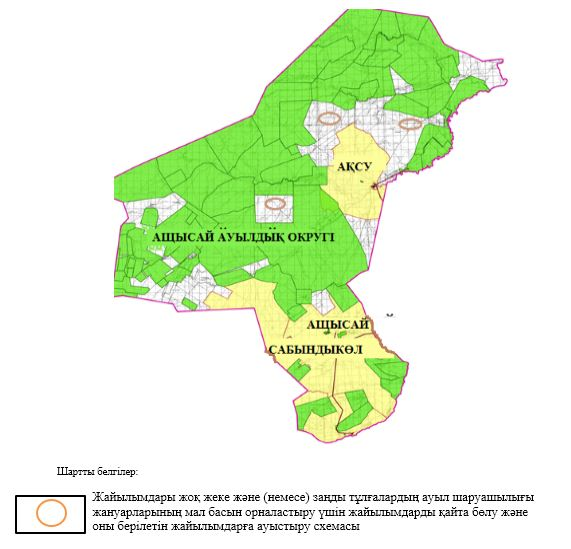 АҚСУ
АЩЫСАЙ АУЫЛДЫҚ ОКРУГІ
АЩЫСАЙ
САБЫНДЫКӨЛ
Шартты белгілер:
Жайылымдары жоқ жеке және (немесе) заңды тұлғалардың ауыл шаруашылығы
жануарларының мал басын орналастыру үшін жайылымдарды қайта бөлу және
оны берілетін жайылымдарға ауыстыру схемасы